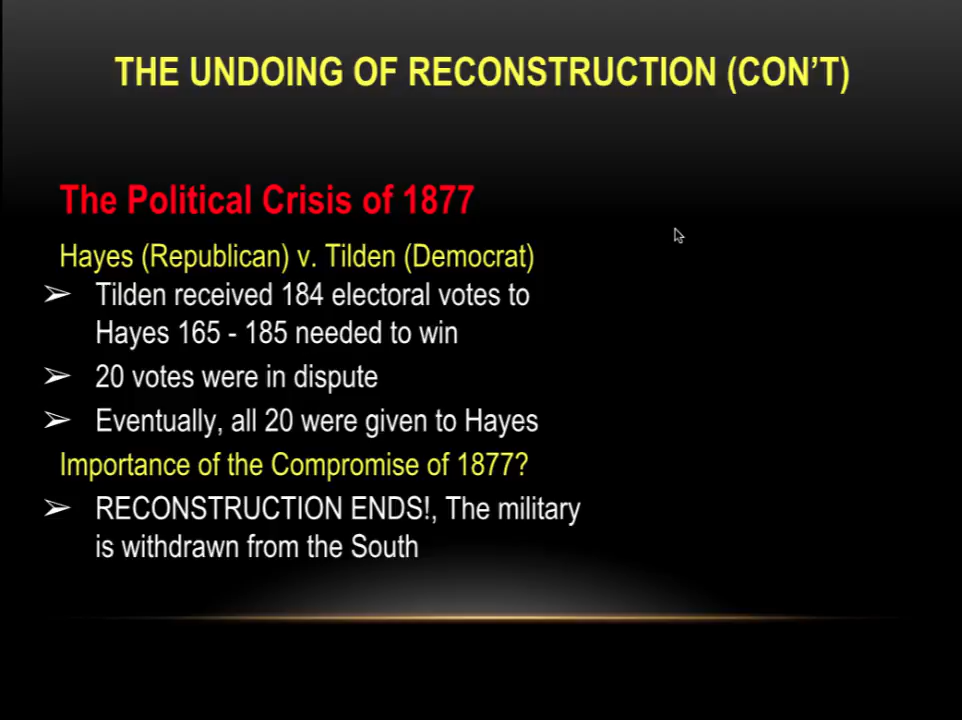 THE UNDOING OF RECONSTRUCTION (CON’T)
The Political Crisis of 1877
Hayes (Republican) v. Tilden (Democrat)
➢ Tilden received 184 electoral votes to
Hayes 165 - 185 needed to win
➢ 20 votes were in dispute
➢ Eventually, all 20 were given to Hayes
Importance of the Compromise of 1877?
➢ RECONSTRUCTION ENDS!, The military
is withdrawn from the South